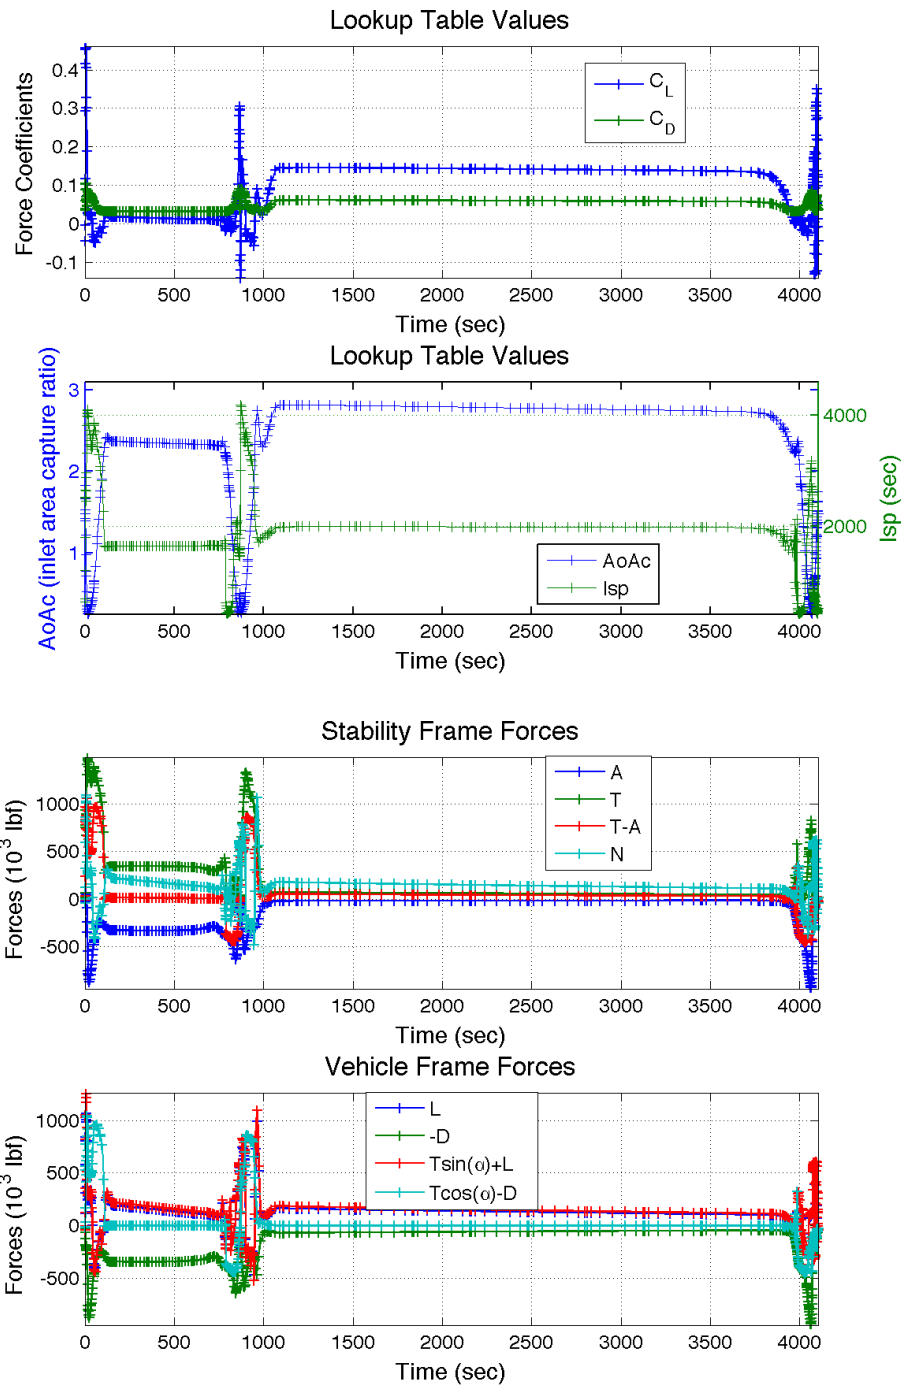 Lookup Table Values
Force Coefficients
0.4
0.3
0.2
0.1
0
-0.1
C_L
C_D
0 500 1000 1500 2000 2500 3000 3500 4000
Time (sec)
Lookup Table Values
AoAc (inlet area capture ratio)
3
2
1
AoAc
Isp
4000
2000
Isp (sec)
0 500 1000 1500 2000 2500 3000 3500 4000
Time (sec)
Stability Frame Forces
Forces (10^-3 lbf)
1000
500
0
-500
A
T
T-A
N
0 500 1000 1500 2000 2500 3000 3500 4000
Time (sec)
Vehicle Frame Forces
Forces (10^-3 lbf)
1000
500
0
-500
L
-D
Tsin(α)+L
Tcos(α)-D
0 500 1000 1500 2000 2500 3000 3500 4000
Time (sec)